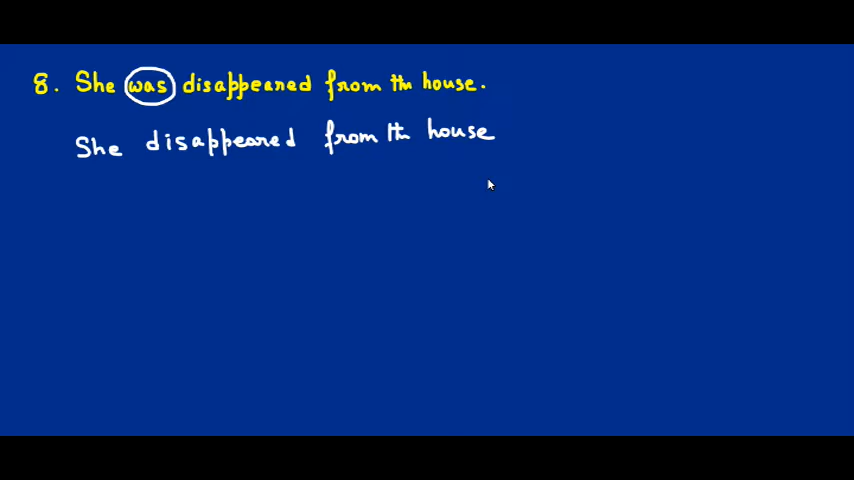 8. She was disappeared from the house.
She disappeared from the house